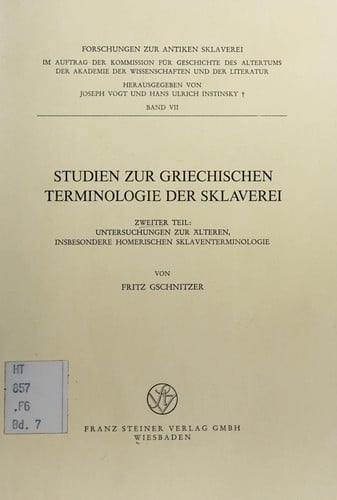 FORSCHUNGEN ZUR ANTIKEN SKLAVEREI
IM AUFTRAG DER KOMMISSION FÜR GESCHICHTE DES ALTERTUMS
DER AKADEMIE DER WISSENSCHAFTEN UND DER LITERATUR
HERAUSGEGEBEN VON
JOSEPH VOGT UND HANS ULRICH INSTINSKY †
BAND VII
STUDIEN ZUR GRIECHISCHEN
TERMINOLOGIE DER SKLAVEREI
ZWEITER TEIL:
UNTERSUCHUNGEN ZUR ÄLTEREN,
INSBESONDERE HOMERISCHEN SKLAVENTERMINOLOGIE
VON
FRITZ GSCHNITZER
HT
857
.F6
Bd. 7
FRANZ STEINER VERLAG GMBH
WIESBADEN